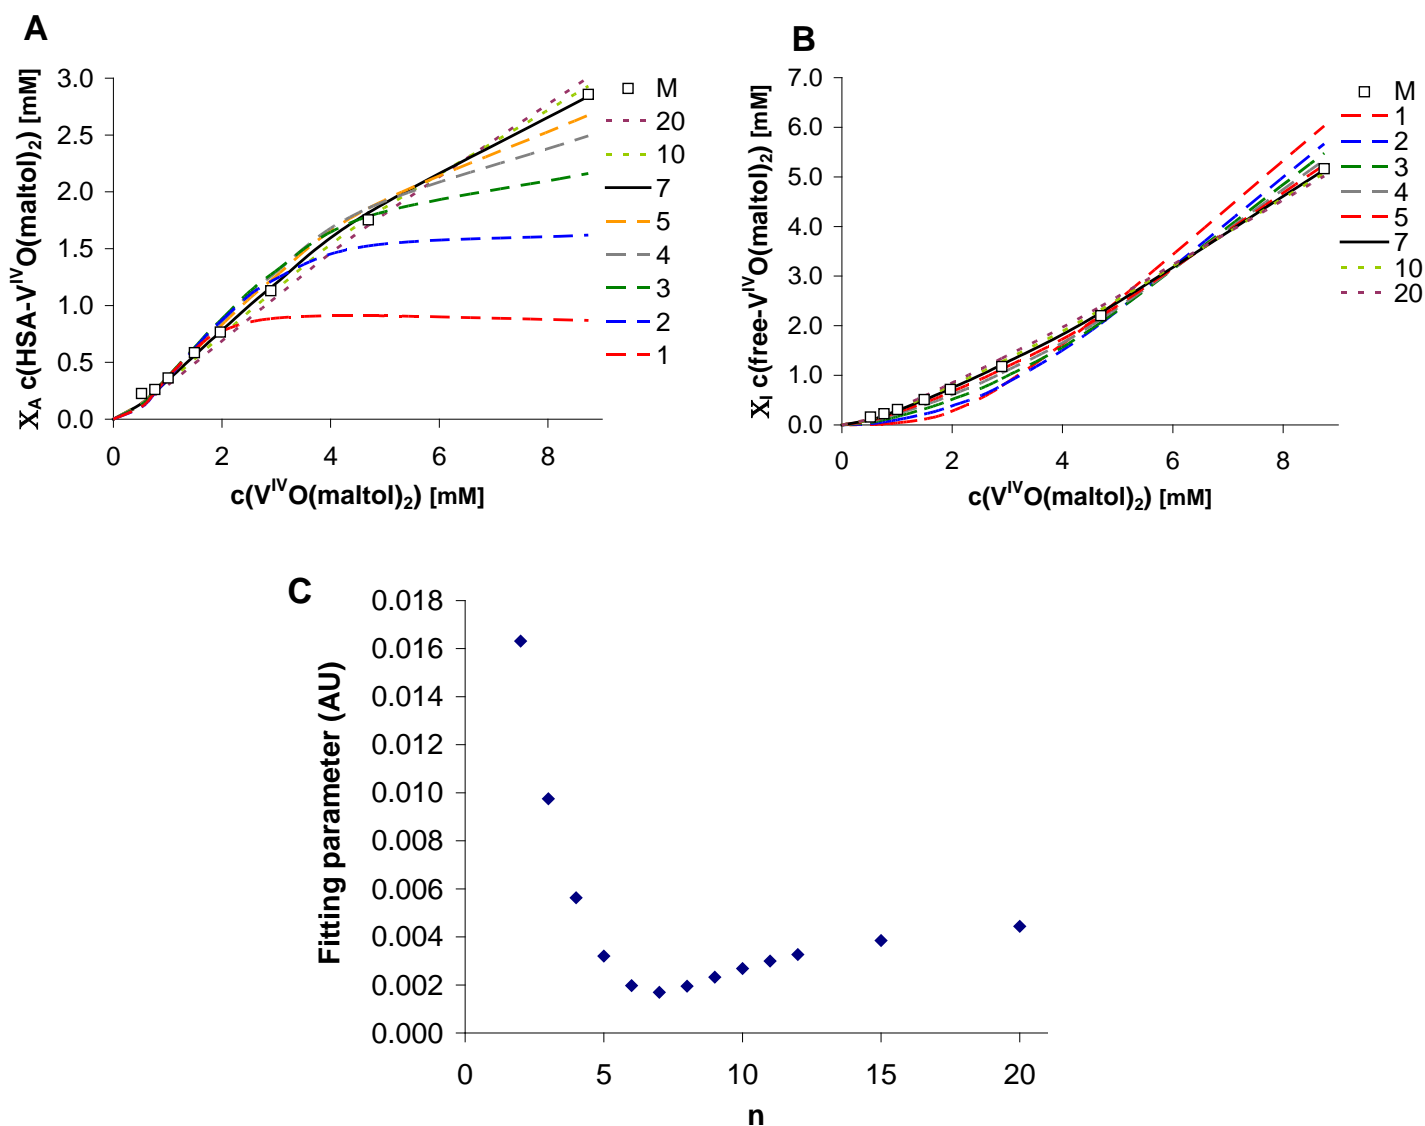 A
X_A c(HSA-V^IVO(maltol)_2) [mM]
3.0
2.5
2.0
1.5
1.0
0.5
0.0
0 2 4 6 8
c(V^IVO(maltol)_2) [mM]
M
20
10
7
5
4
3
2
1
B
X_I c(free-V^IVO(maltol)_2) [mM]
7.0
6.0
5.0
4.0
3.0
2.0
1.0
0.0
0 2 4 6 8
c(V^IVO(maltol)_2) [mM]
M
1
2
3
4
5
7
10
20
C
Fitting parameter (AU)
0.018
0.016
0.014
0.012
0.010
0.008
0.006
0.004
0.002
0.000
0 5 10 15 20
n